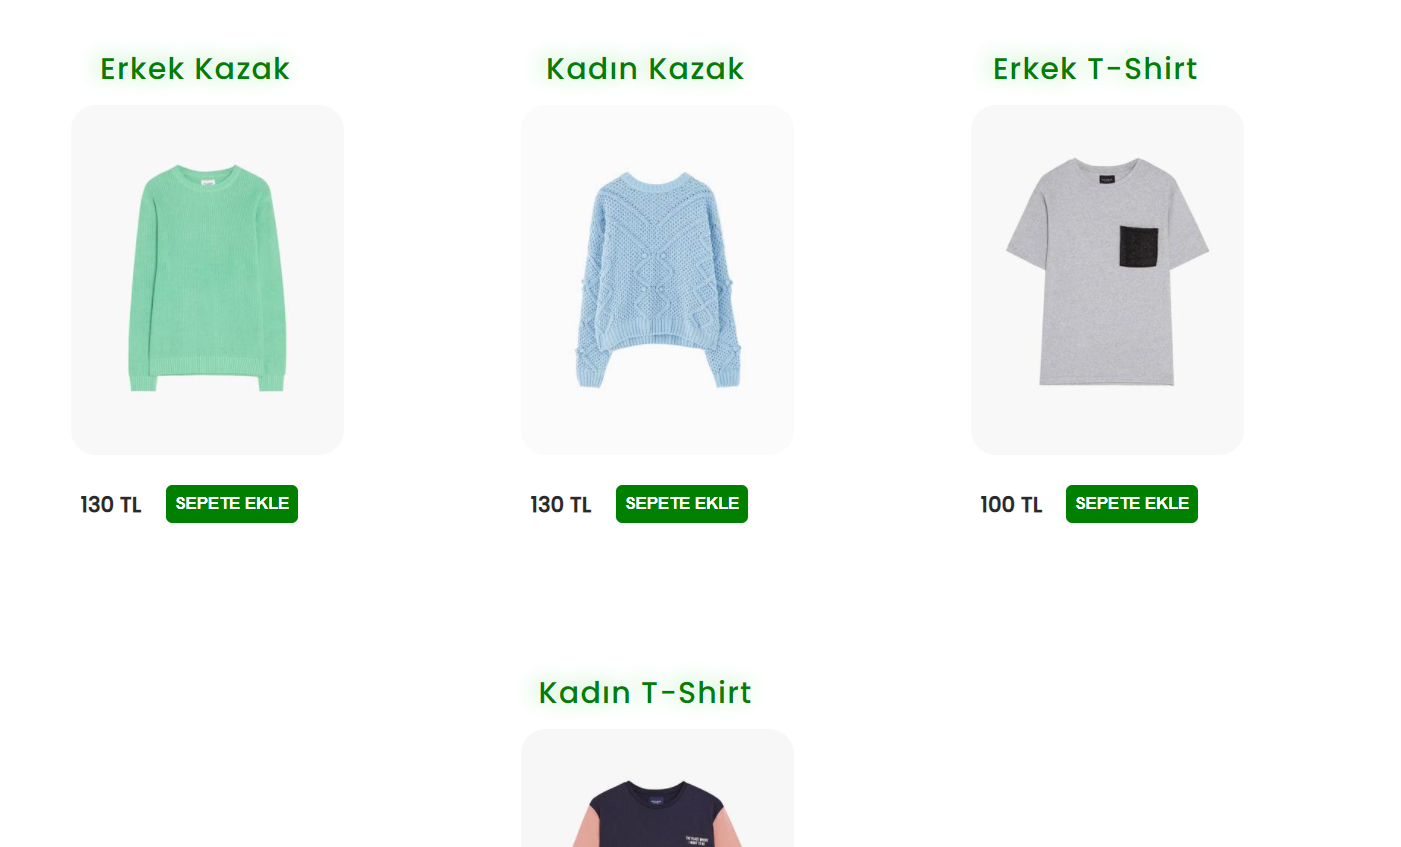 Erkek Kazak
Kadın Kazak
Erkek T-Shirt
130 TL SEPETE EKLE
130 TL SEPETE EKLE
100 TL SEPETE EKLE
Kadın T-Shirt